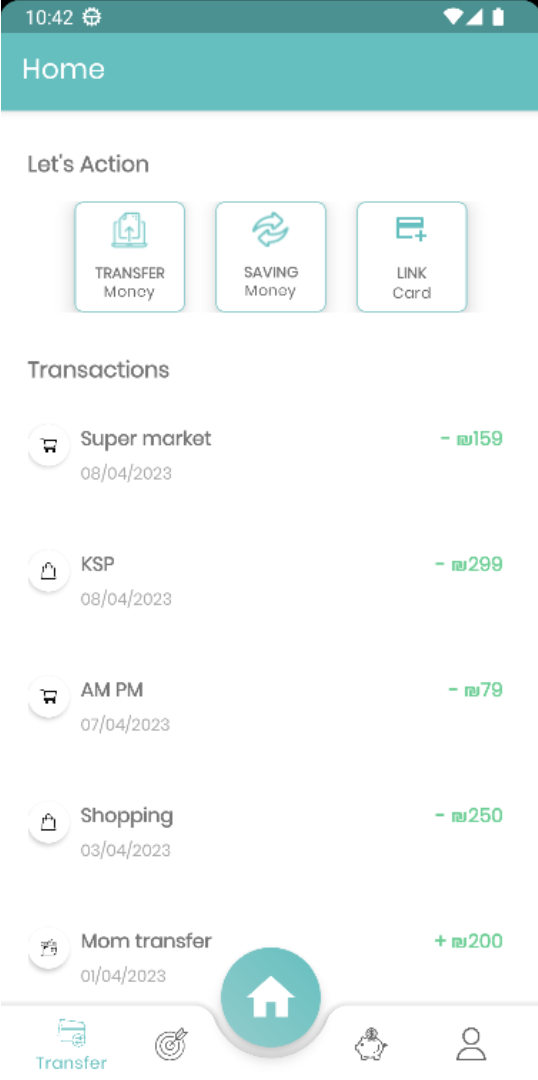 10:42
Home
Let's Action
TRANSFER
Money
SAVING
Money
LINK
Card
Transactions
Super market
- ₪159
08/04/2023
KSP
- ₪299
08/04/2023
AM PM
- ₪79
07/04/2023
Shopping
- ₪250
03/04/2023
Mom transfer
+ ₪200
01/04/2023
Transfer